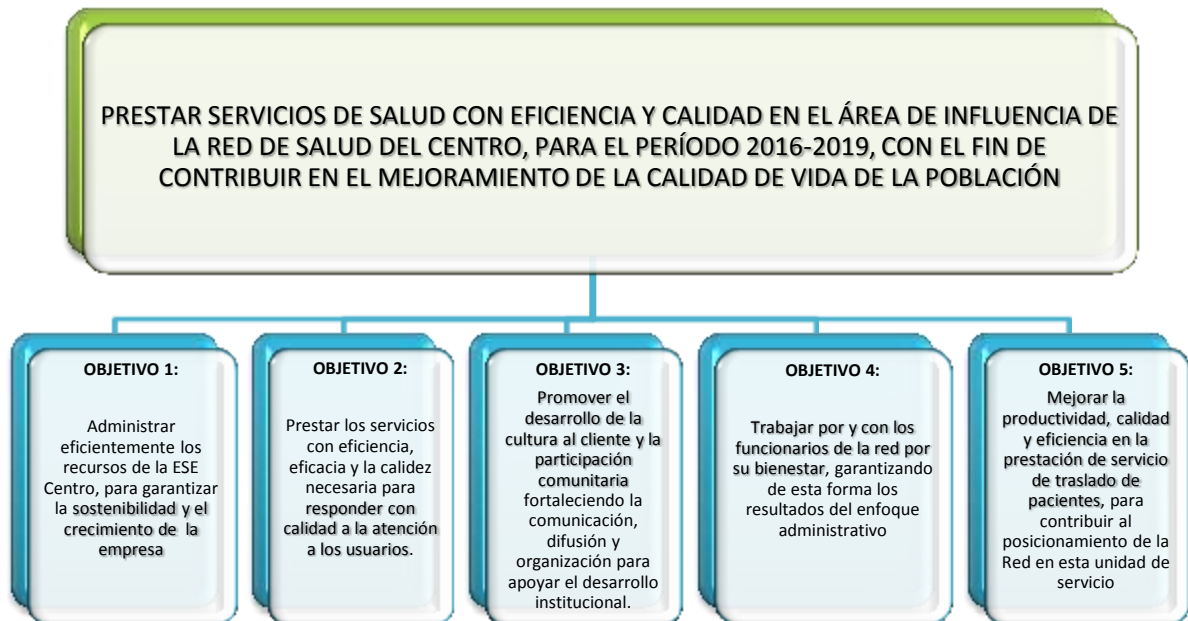 PRESTAR SERVICIOS DE SALUD CON EFICIENCIA Y CALIDAD EN EL ÁREA DE INFLUENCIA DE
LA RED DE SALUD DEL CENTRO, PARA EL PERÍODO 2016-2019, CON EL FIN DE
CONTRIBUIR EN EL MEJORAMIENTO DE LA CALIDAD DE VIDA DE LA POBLACIÓN
OBJETIVO 1:
Administrar
eficientemente los
recursos de la ESE
Centro, para garantizar
la sostenibilidad y el
crecimiento de la
empresa
OBJETIVO 2:
Prestar los servicios
con eficiencia,
eficacia y la calidez
necesaria para
responder con
calidad a la atención
a los usuarios.
OBJETIVO 3:
Promover el
desarrollo de la
cultura al cliente y la
participación
comunitaria
fortaleciendo la
comunicación,
difusión y
organización para
apoyar el desarrollo
institucional.
OBJETIVO 4:
Trabajar por y con los
funcionarios de la red por
su bienestar, garantizando
de esta forma los
resultados del enfoque
administrativo
OBJETIVO 5:
Mejorar la
productividad, calidad
y eficiencia en la
prestación de servicio
de traslado de
pacientes, para
contribuir al
posicionamiento de la
Red en esta unidad de
servicio